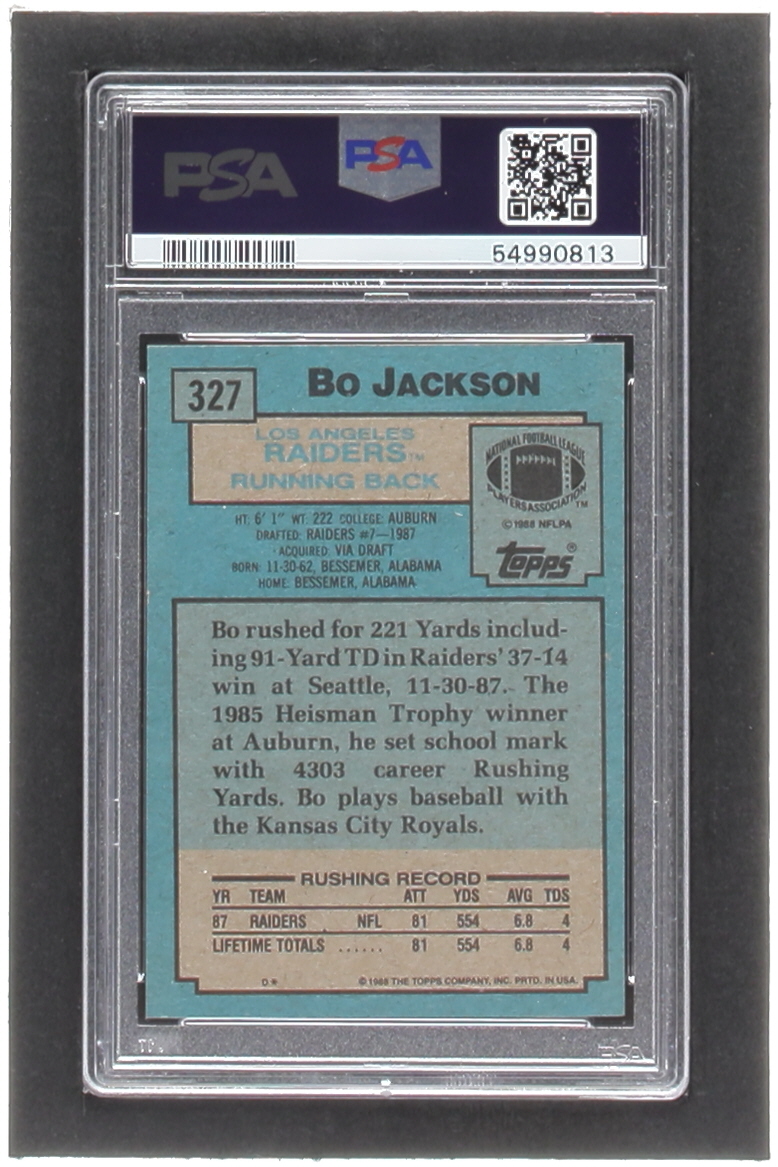 PSA
PSA
54990813
327
BO JACKSON
LOS ANGELES
RAIDERS™
RUNNING BACK
NATIONAL FOOTBALL LEAGUE
PLAYERS ASSOCIATION™
©1988 NFLPA
Topps®
HT: 6' 1" WT: 222 COLLEGE: AUBURN
DRAFTED: RAIDERS #7—1987
ACQUIRED: VIA DRAFT
BORN: 11-30-62, BESSEMER, ALABAMA
HOME: BESSEMER, ALABAMA
Bo rushed for 221 Yards includ-
ing 91-Yard TD in Raiders' 37-14
win at Seattle, 11-30-87. The
1985 Heisman Trophy winner
at Auburn, he set school mark
with 4303 career Rushing
Yards. Bo plays baseball with
the Kansas City Royals.
RUSHING RECORD
YR TEAM ATT YDS AVG TDS
87 RAIDERS NFL 81 554 6.8 4
LIFETIME TOTALS ...... 81 554 6.8 4
D* ©1988 THE TOPPS COMPANY, INC. PRTD. IN USA.
PSA